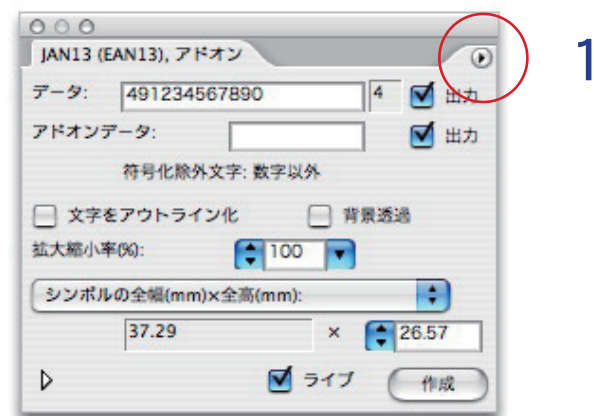 JAN13 (EAN13), アドオン
1
データ: 491234567890 4 出力
アドオンデータ: 出力
符号化除外文字: 数字以外
文字をアウトライン化 背景透過
拡大縮小率(%): 100
シンボルの全幅(mm)×全高(mm):
37.29 × 26.57
ライブ 作成